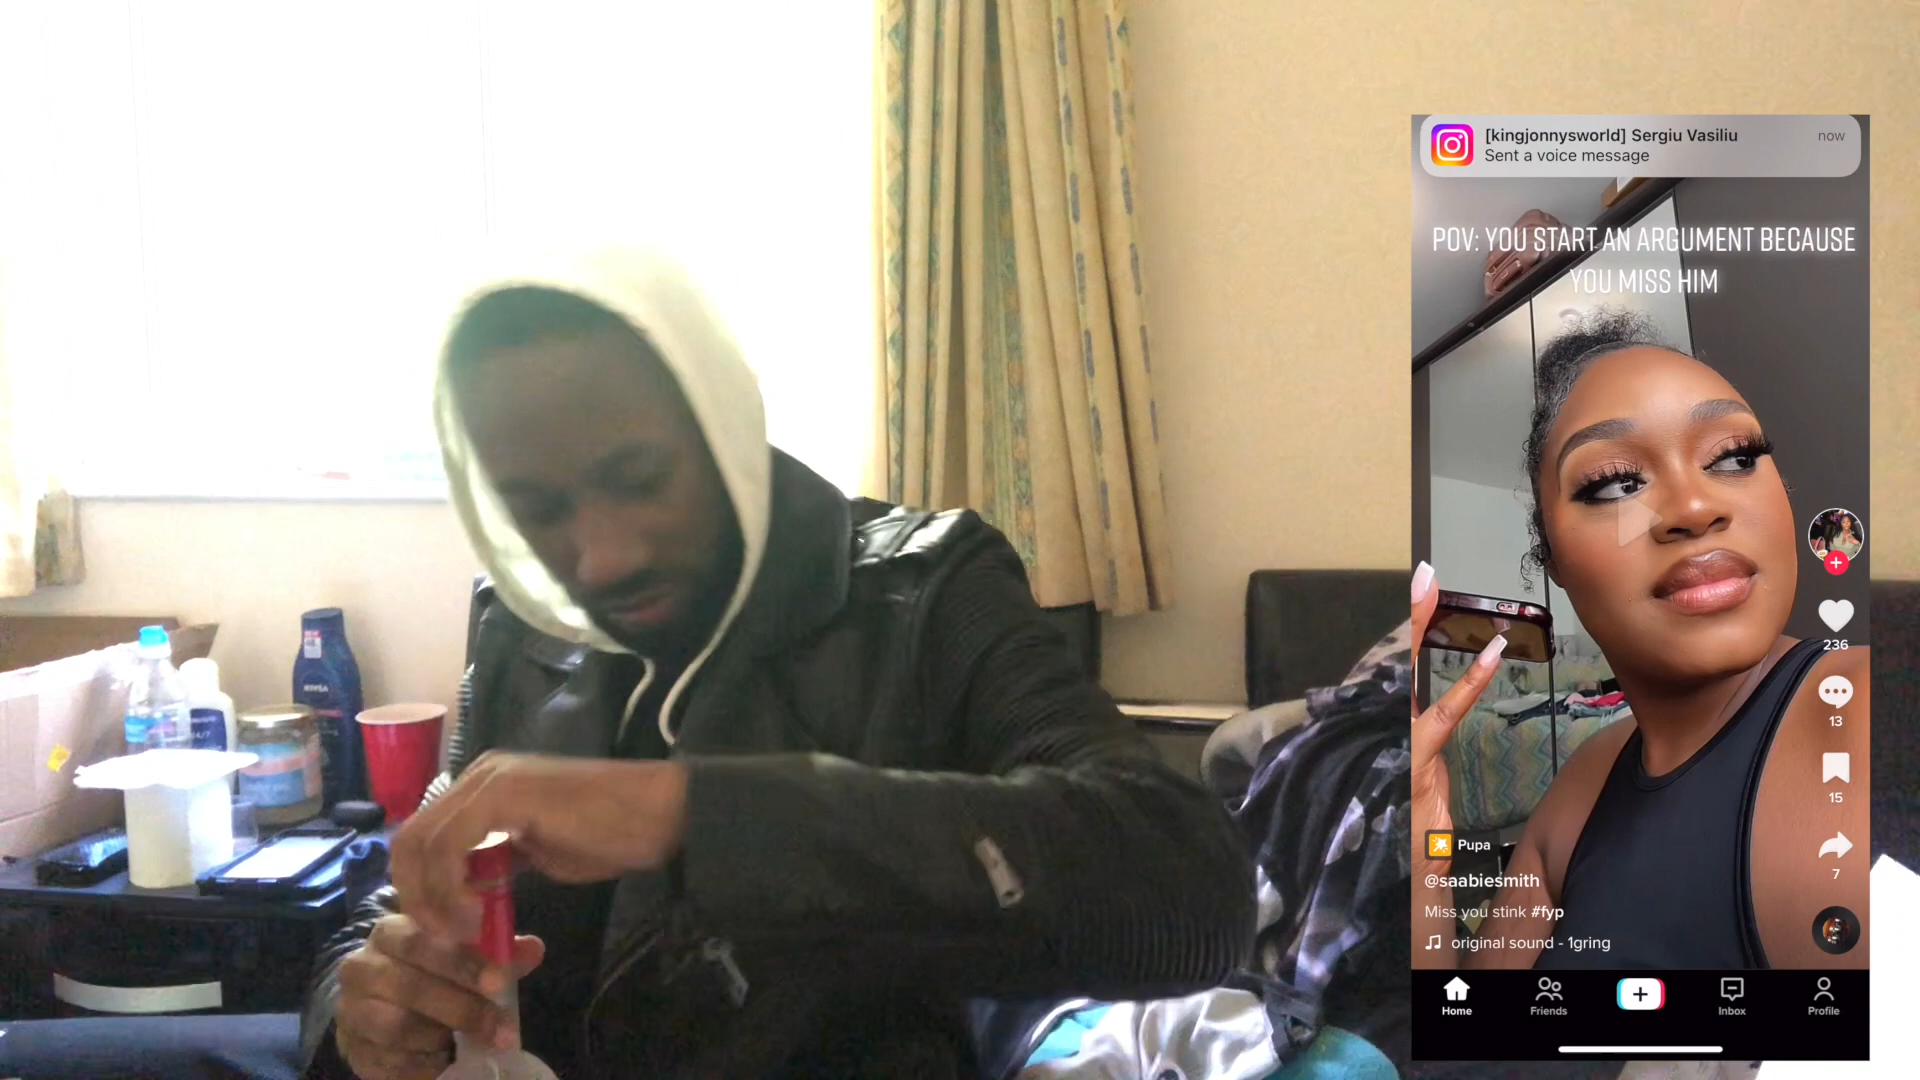 [kingjonnysworld] Sergiu Vasiliu
now
Sent a voice message
POV: YOU START AN ARGUMENT BECAUSE
YOU MISS HIM
NIVEA
236
13
15
7
Pupa
@saabiesmith
Miss you stink #fyp
original sound - 1gring
Home
Friends
Inbox
Profile